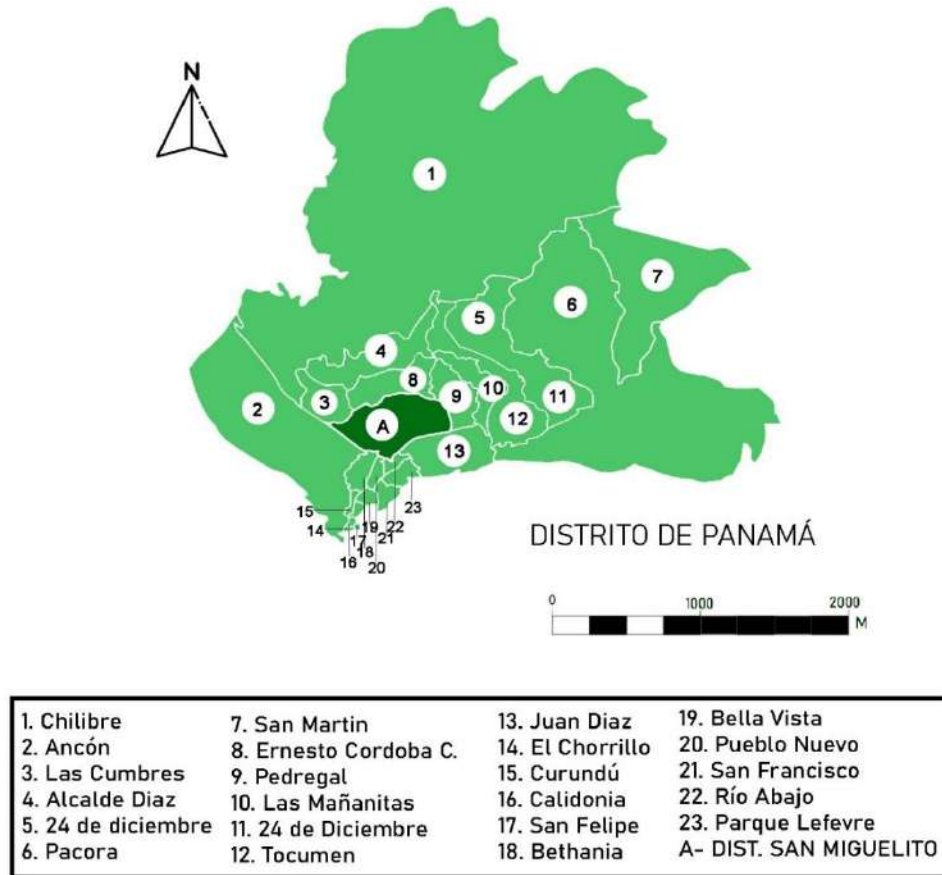 N
1
7
6
5
4
8
10
3
9
11
2
12
A
13
23
15
14
19
22
17
21
16
18
20
DISTRITO DE PANAMÁ
0
1000
2000
M
1. Chilibre
2. Ancón
3. Las Cumbres
4. Alcalde Diaz
5. 24 de diciembre
6. Pacora
7. San Martin
8. Ernesto Cordoba C.
9. Pedregal
10. Las Mañanitas
11. 24 de Diciembre
12. Tocumen
13. Juan Diaz
14. El Chorrillo
15. Curundú
16. Calidonia
17. San Felipe
18. Bethania
19. Bella Vista
20. Pueblo Nuevo
21. San Francisco
22. Río Abajo
23. Parque Lefevre
A- DIST. SAN MIGUELITO